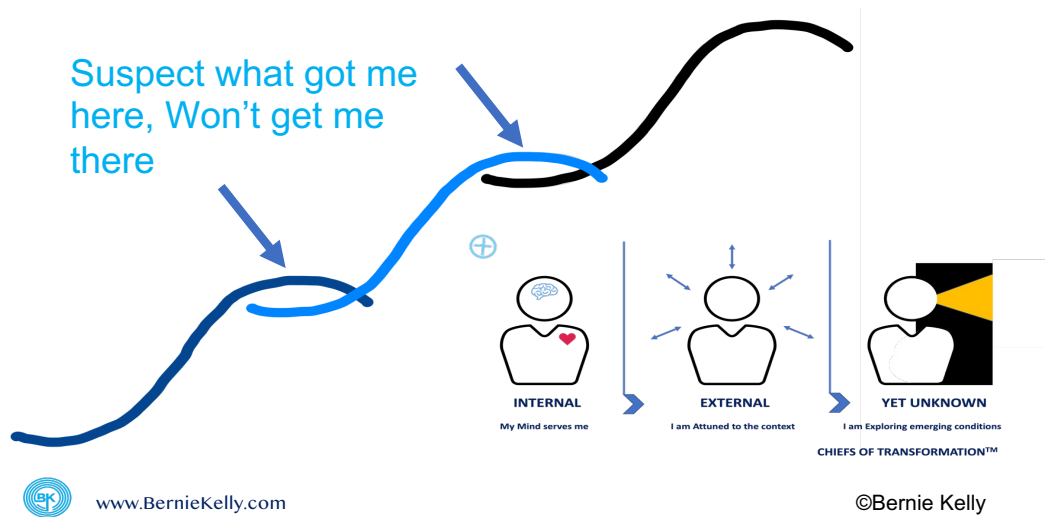 Suspect what got me
here, Won’t get me
there
INTERNAL
My Mind serves me
EXTERNAL
I am Attuned to the context
YET UNKNOWN
I am Exploring emerging conditions
CHIEFS OF TRANSFORMATION™
BJK
www.BernieKelly.com
©Bernie Kelly